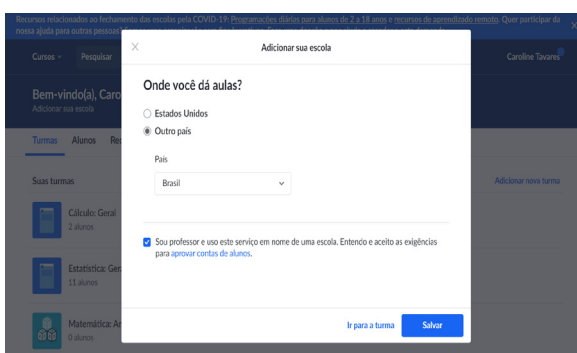 Recursos relacionados ao fechamento das escolas pela COVID-19: Programações diárias para alunos de 2 a 18 anos e recursos de aprendizado remoto. Quer participar da
nossa ajuda para outras pessoas?
Cursos
Pesquisar
Caroline Tavares
Adicionar sua escola
Bem-vindo(a), Caro
Adicionar sua escola
Onde você dá aulas?
Estados Unidos
Outro país
País
Brasil
Turmas Alunos Rec
Suas turmas
Adicionar nova turma
Cálculo: Geral
2 alunos
Sou professor e uso este serviço em nome de uma escola. Entendo e aceito as exigências
para aprovar contas de alunos.
Estatística: Gera
11 alunos
Ir para a turma Salvar
Matemática: Ar
0 alunos